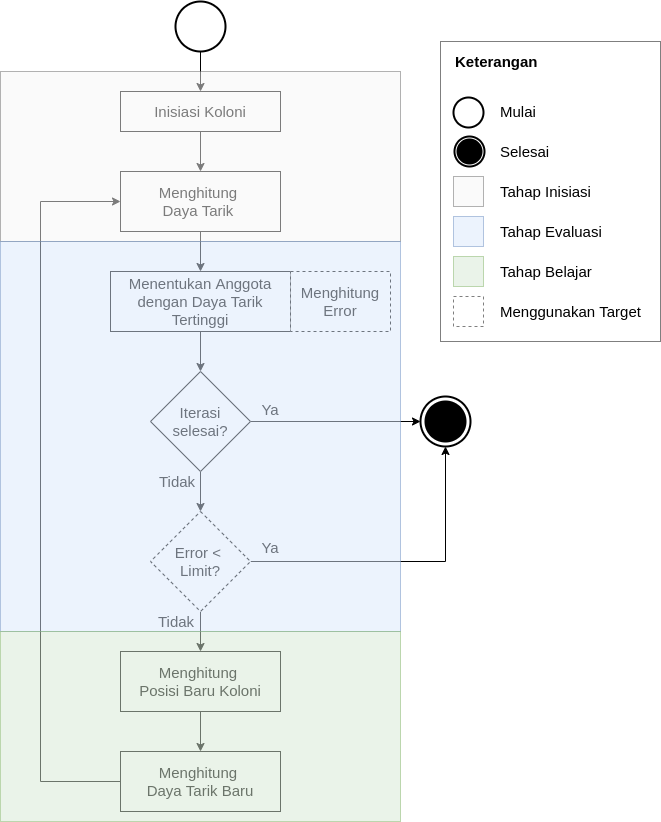 Inisiasi Koloni
Menghitung
Daya Tarik
Menentukan Anggota
dengan Daya Tarik
Tertinggi
Menghitung
Error
Iterasi
selesai?
Ya
Tidak
Error <
Limit?
Ya
Tidak
Menghitung
Posisi Baru Koloni
Menghitung
Daya Tarik Baru
Keterangan
Mulai
Selesai
Tahap Inisiasi
Tahap Evaluasi
Tahap Belajar
Menggunakan Target